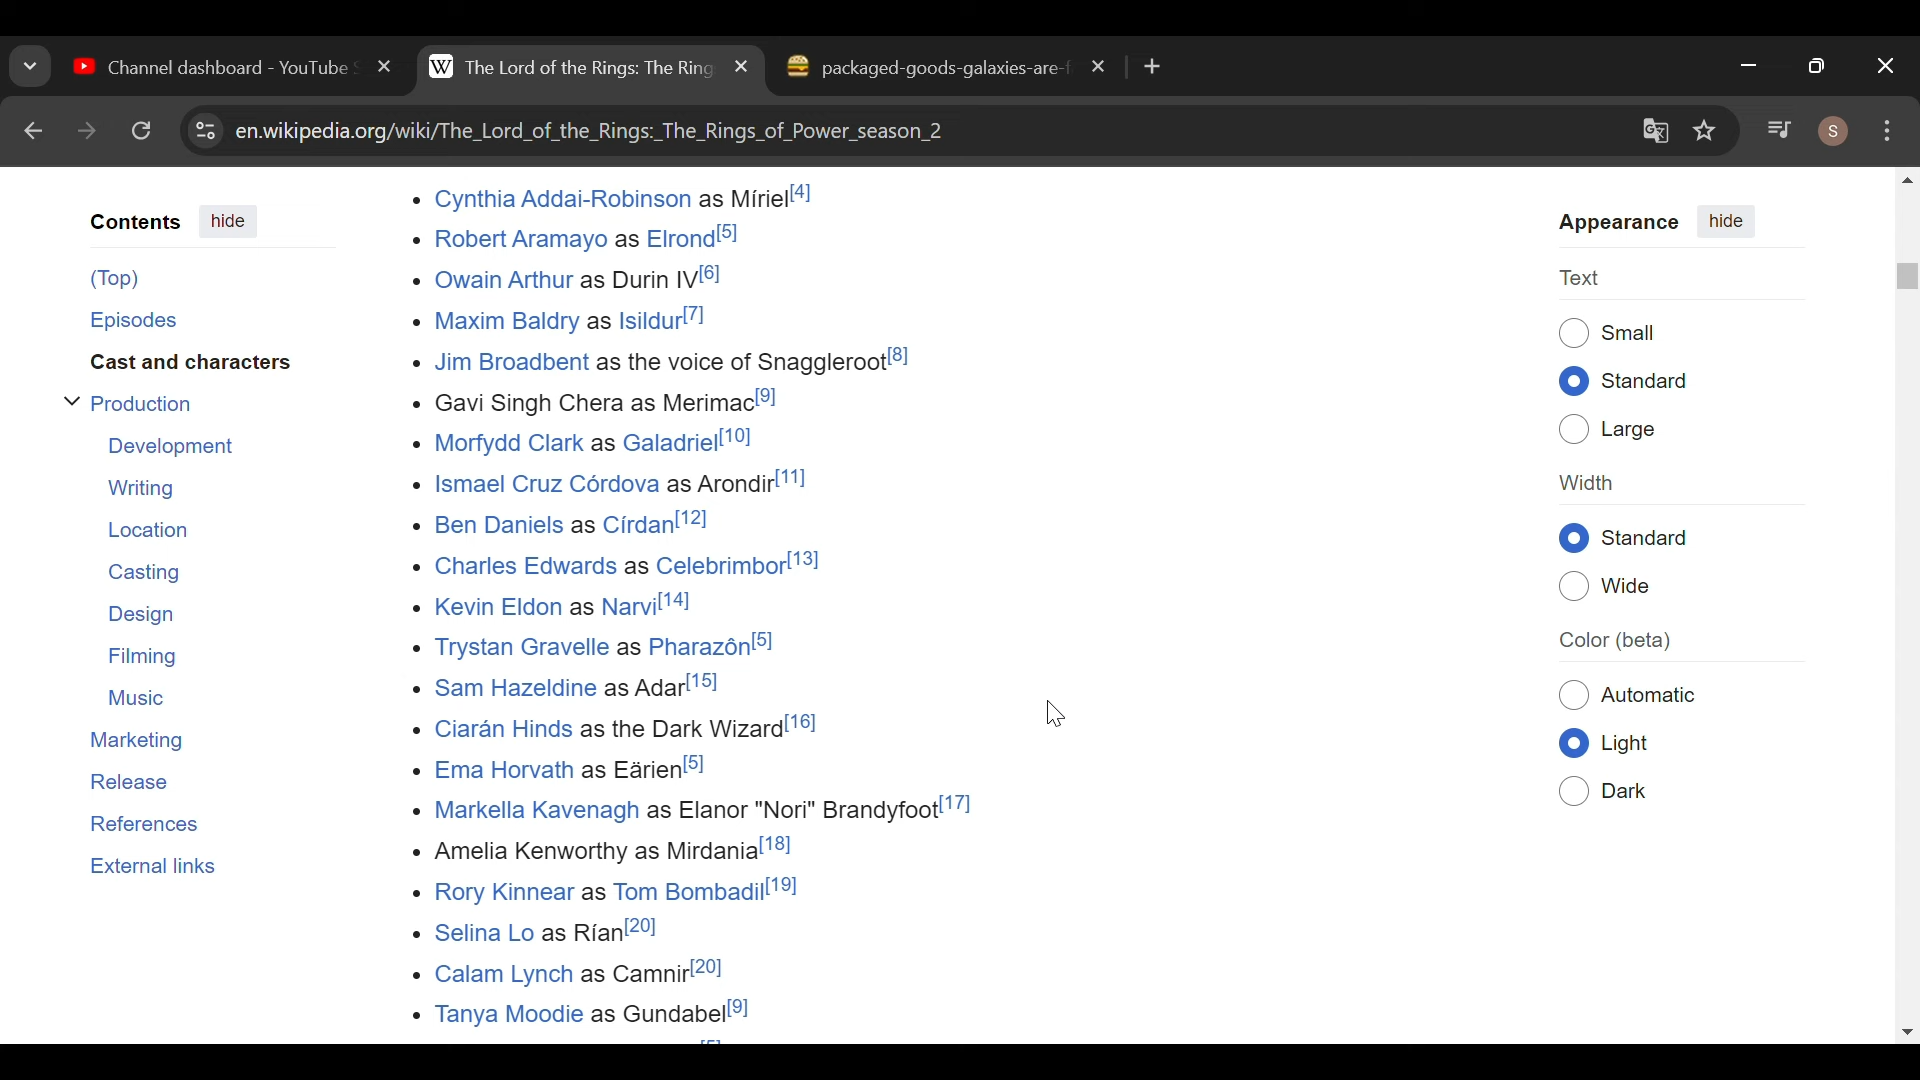 Channel dashboard - YouTube S
The Lord of the Rings: The Ring
packaged-goods-galaxies-are-f
en.wikipedia.org/wiki/The_Lord_of_the_Rings:_The_Rings_of_Power_season_2
S
Contents hide
(Top)
Episodes
Cast and characters
Production
Development
Writing
Location
Casting
Design
Filming
Music
Marketing
Release
References
External links
Cynthia Addai-Robinson as Míriel[4]
Robert Aramayo as Elrond[5]
Owain Arthur as Durin IV[6]
Maxim Baldry as Isildur[7]
Jim Broadbent as the voice of Snaggleroot[8]
Gavi Singh Chera as Merimac[9]
Morfydd Clark as Galadriel[10]
Ismael Cruz Córdova as Arondir[11]
Ben Daniels as Círdan[12]
Charles Edwards as Celebrimbor[13]
Kevin Eldon as Narvi[14]
Trystan Gravelle as Pharazôn[5]
Sam Hazeldine as Adar[15]
Ciarán Hinds as the Dark Wizard[16]
Ema Horvath as Eärien[5]
Markella Kavenagh as Elanor "Nori" Brandyfoot[17]
Amelia Kenworthy as Mirdania[18]
Rory Kinnear as Tom Bombadil[19]
Selina Lo as Rían[20]
Calam Lynch as Camnir[20]
Tanya Moodie as Gundabel[9]
Appearance hide
Text
Small
Standard
Large
Width
Standard
Wide
Color (beta)
Automatic
Light
Dark